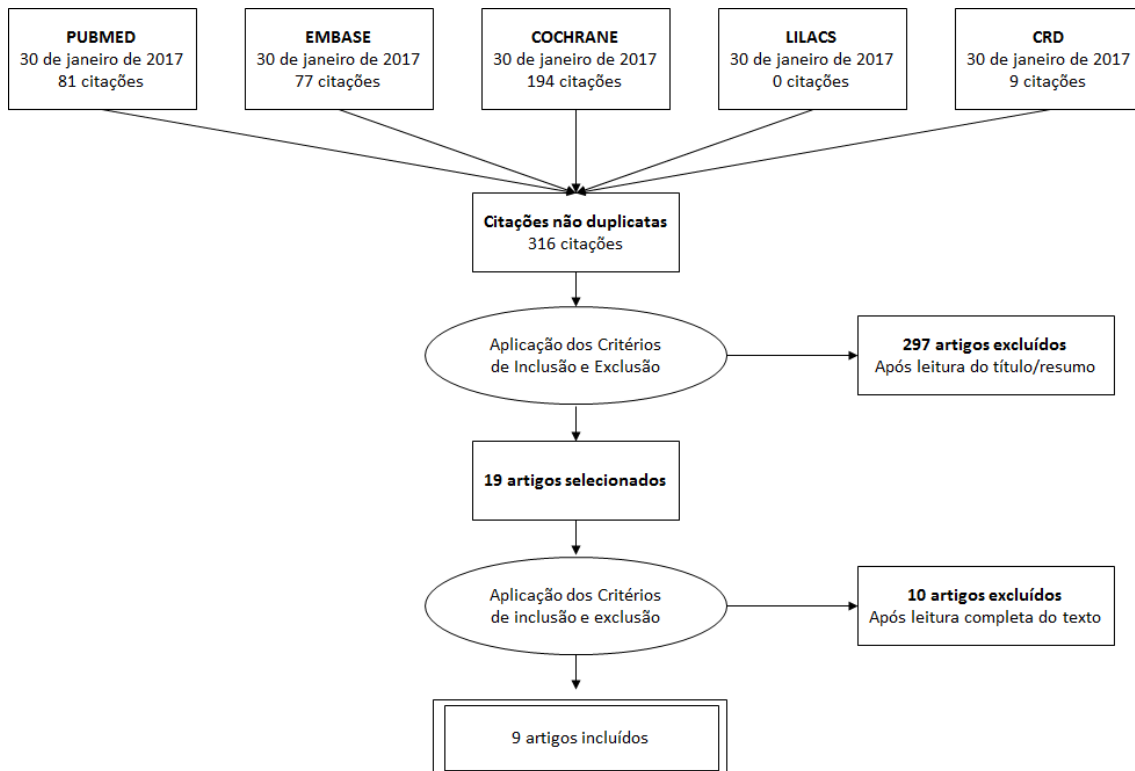 PUBMED
30 de janeiro de 2017
81 citações
EMBASE
30 de janeiro de 2017
77 citações
COCHRANE
30 de janeiro de 2017
194 citações
LILACS
30 de janeiro de 2017
0 citações
CRD
30 de janeiro de 2017
9 citações
Citações não duplicatas
316 citações
Aplicação dos Critérios
de Inclusão e Exclusão
297 artigos excluídos
Após leitura do título/resumo
19 artigos selecionados
Aplicação dos Critérios
de inclusão e exclusão
10 artigos excluídos
Após leitura completa do texto
9 artigos incluídos